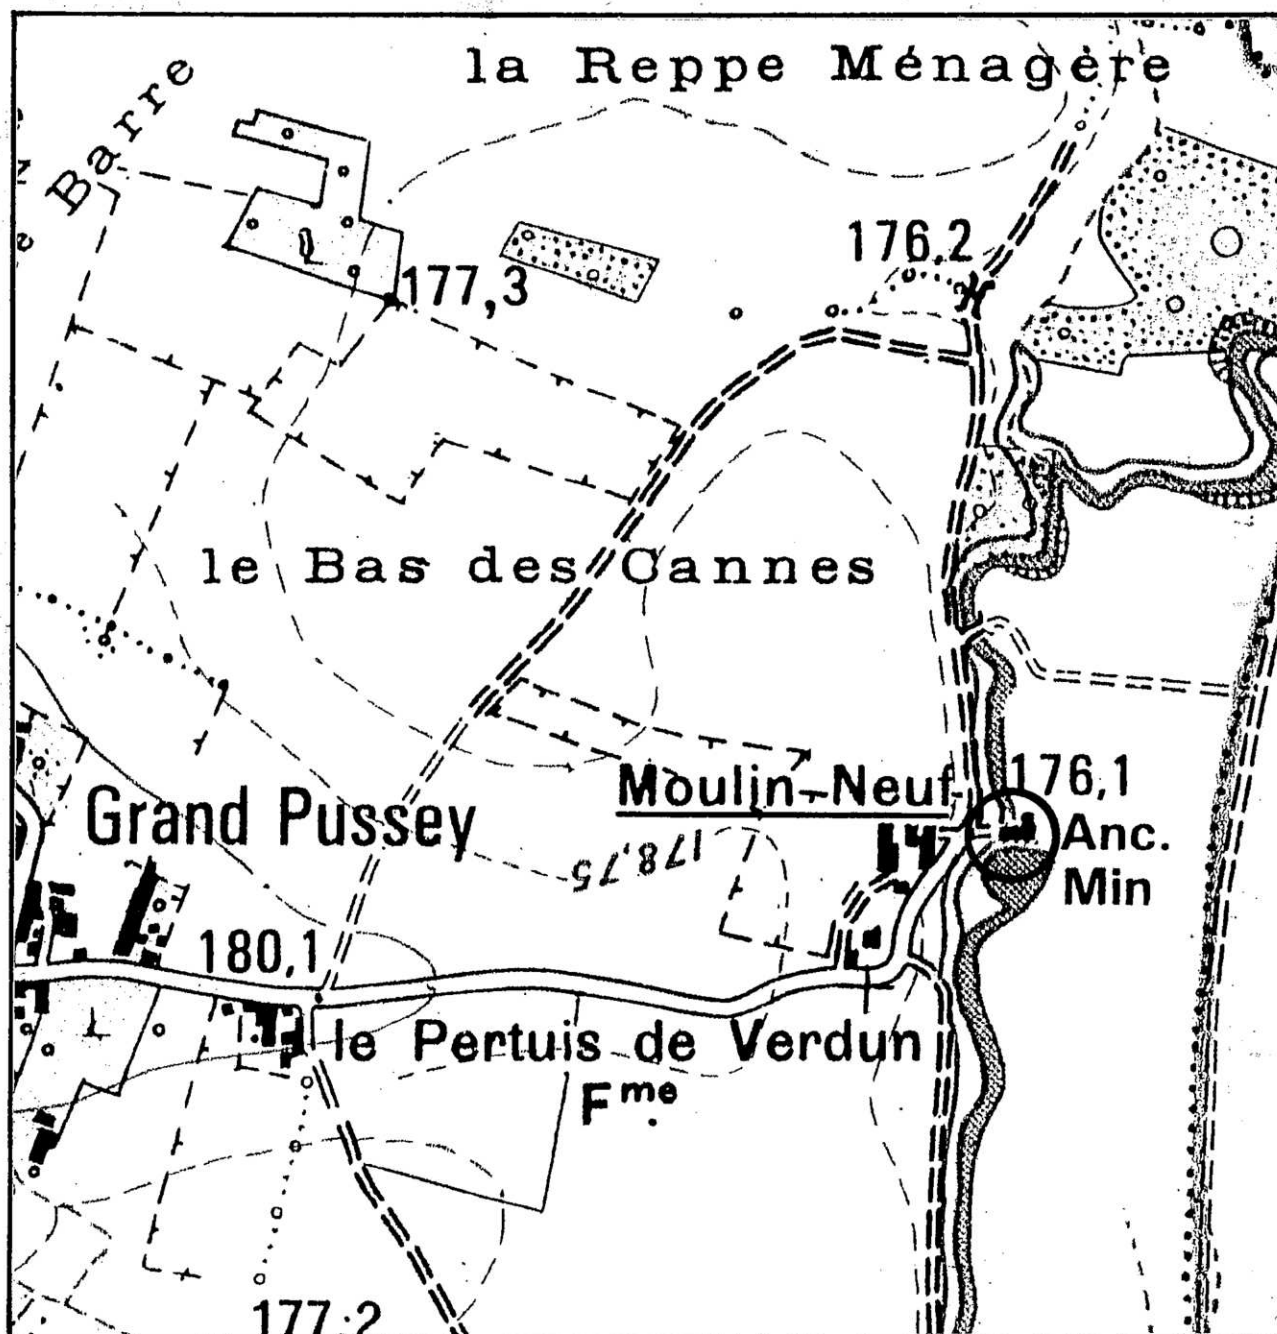 la Reppe Ménagère
Barre
176,2
177,3
le Bas des Cannes
Moulin-Neuf
176,1
Grand Pussey
Anc.
Min
178,75
180,1
le Pertuis de Verdun
Fme
177,2